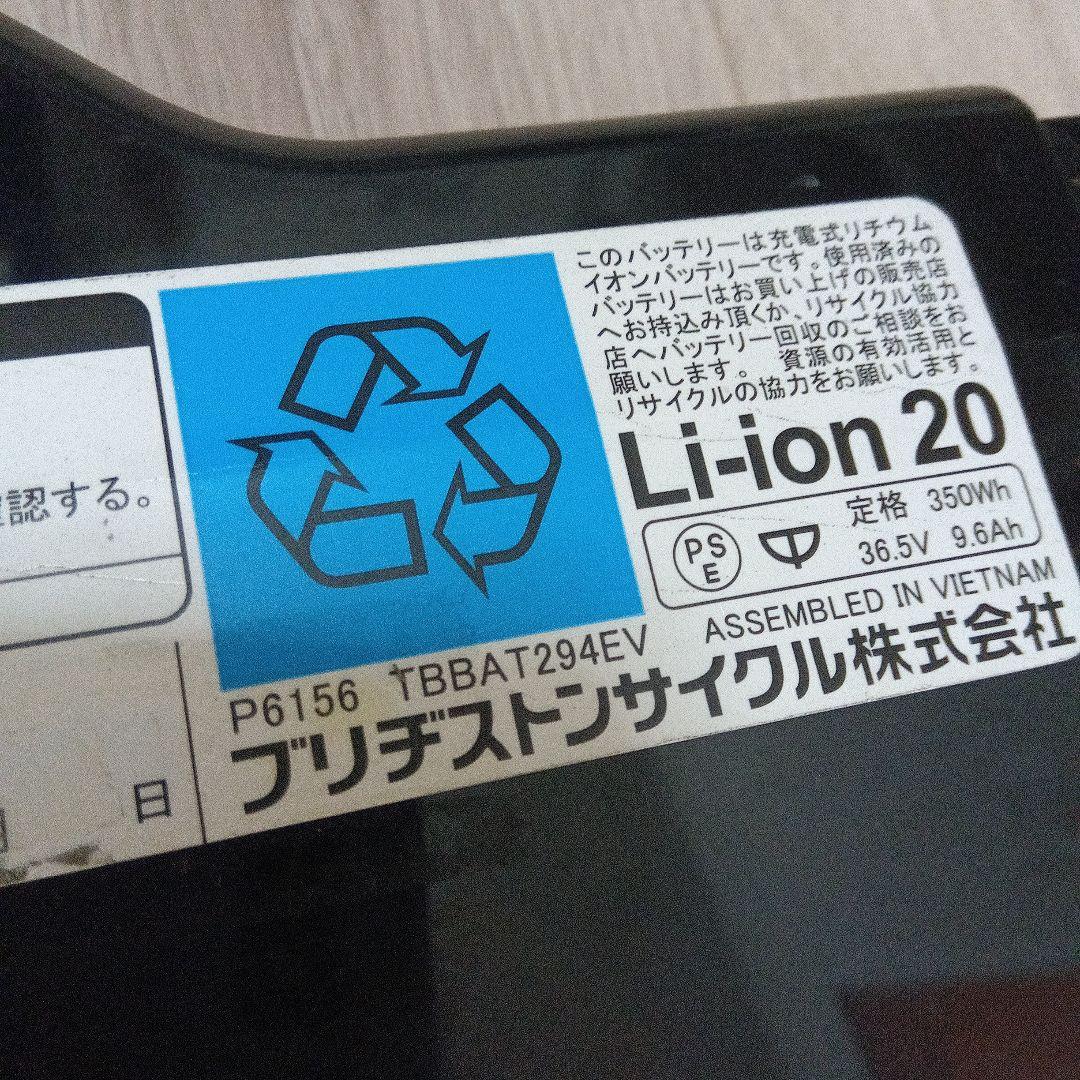 認する。
日
このバッテリーは充電式リチウム
イオンバッテリーです。使用済みの
バッテリーはお買い上げの販売店
へお持込み頂くか、リサイクル協力
店へバッテリー回収のご相談をお
願いします。 資源の有効活用と
リサイクルの協力をお願いします。
Li-ion 20
PSE
定格 350Wh
36.5V 9.6Ah
ASSEMBLED IN VIETNAM
P6156 TBBAT294EV
ブリヂストンサイクル株式会社